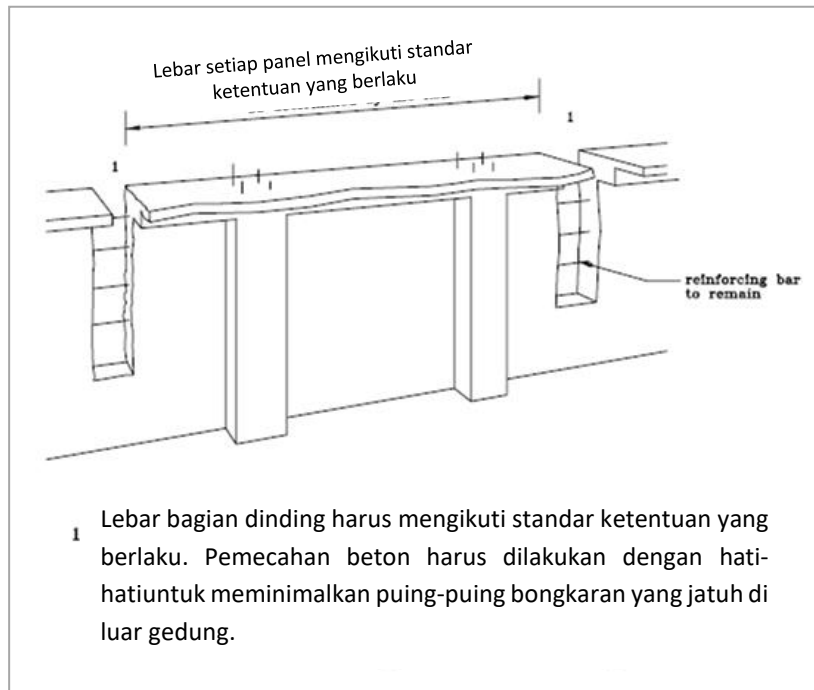 Lebar setiap panel mengikuti standar
ketentuan yang berlaku
1
1
reinforcing bar
to remain
1 Lebar bagian dinding harus mengikuti standar ketentuan yang
berlaku. Pemecahan beton harus dilakukan dengan hati-
hatiuntuk meminimalkan puing-puing bongkaran yang jatuh di
luar gedung.